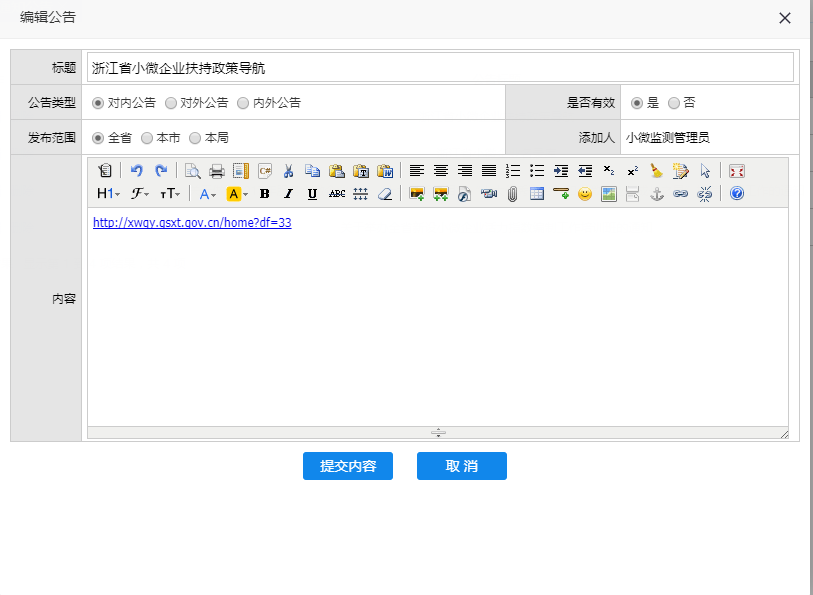 编辑公告
标题 浙江省小微企业扶持政策导航
公告类型 对内公告 对外公告 内外公告 是否有效 是 否
发布范围 全省 本市 本局 添加人 小微监测管理员
H1 F TT A A B I U ABC
http://xwqy.gsxt.gov.cn/home?df=33
内容
提交内容 取 消